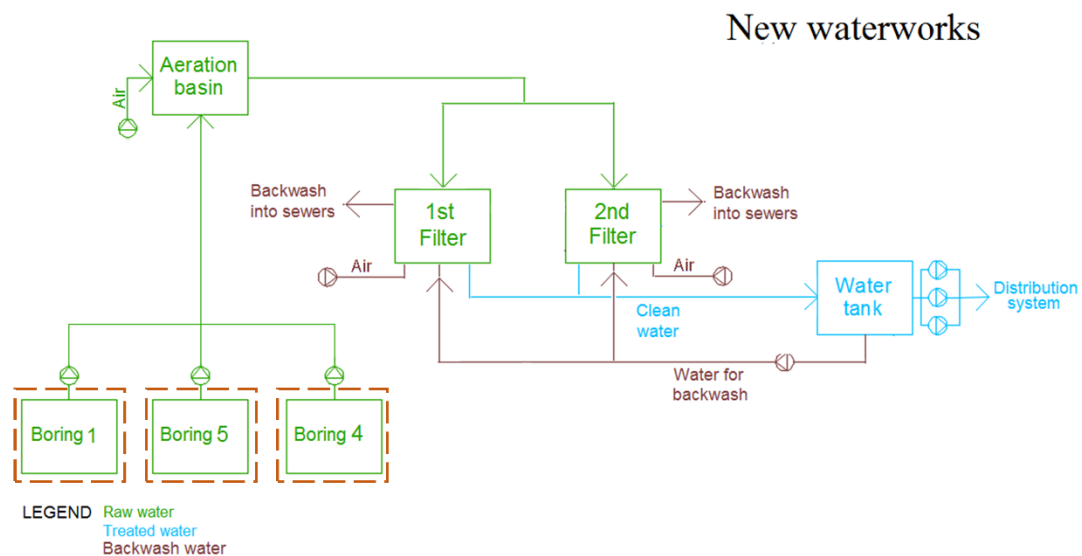 New waterworks
Aeration
basin
Air
Backwash
into sewers
1st
Filter
2nd
Filter
Backwash
into sewers
Air
Air
Water
tank
Distribution
system
Clean
water
Water for
backwash
Boring 1
Boring 5
Boring 4
LEGEND Raw water
Treated water
Backwash water